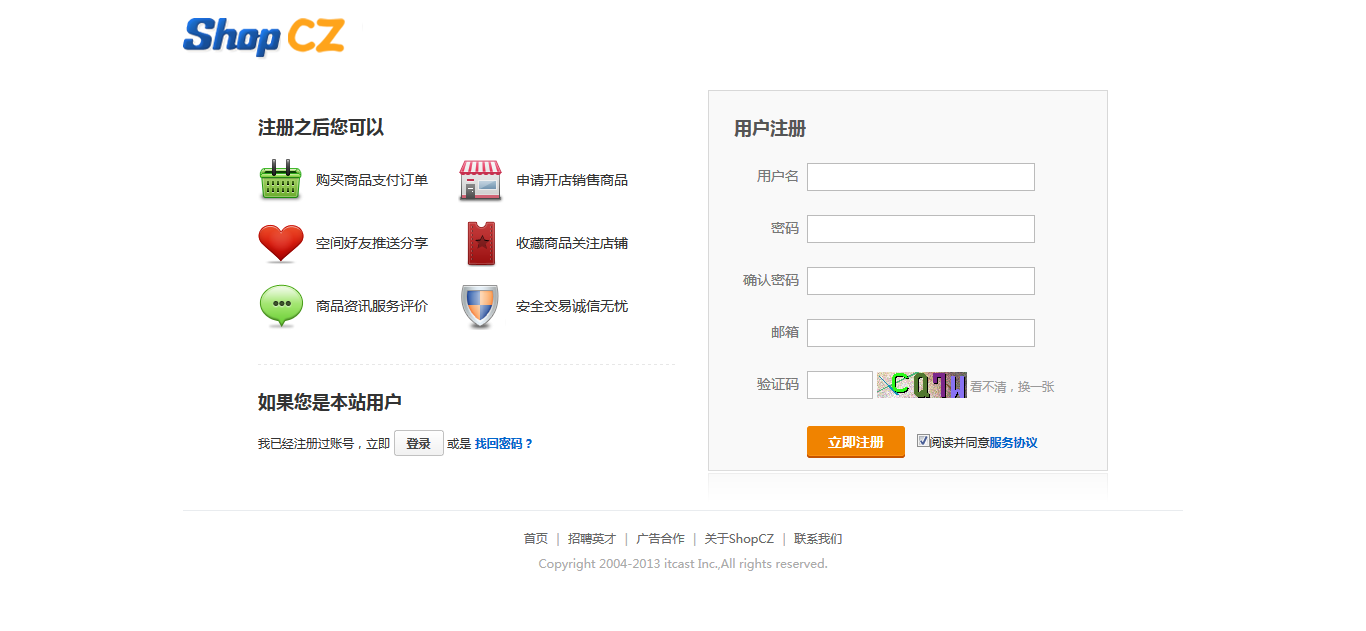 Shop CZ
注册之后您可以
购买商品支付订单
申请开店销售商品
空间好友推送分享
收藏商品关注店铺
商品资讯服务评价
安全交易诚信无忧
如果您是本站用户
我已经注册过账号，立即 登录 或是 找回密码？
用户注册
用户名
密码
确认密码
邮箱
验证码 CQ7H 看不清，换一张
立即注册 阅读并同意服务协议
首页 | 招聘英才 | 广告合作 | 关于ShopCZ | 联系我们
Copyright 2004-2013 itcast Inc.,All rights reserved.